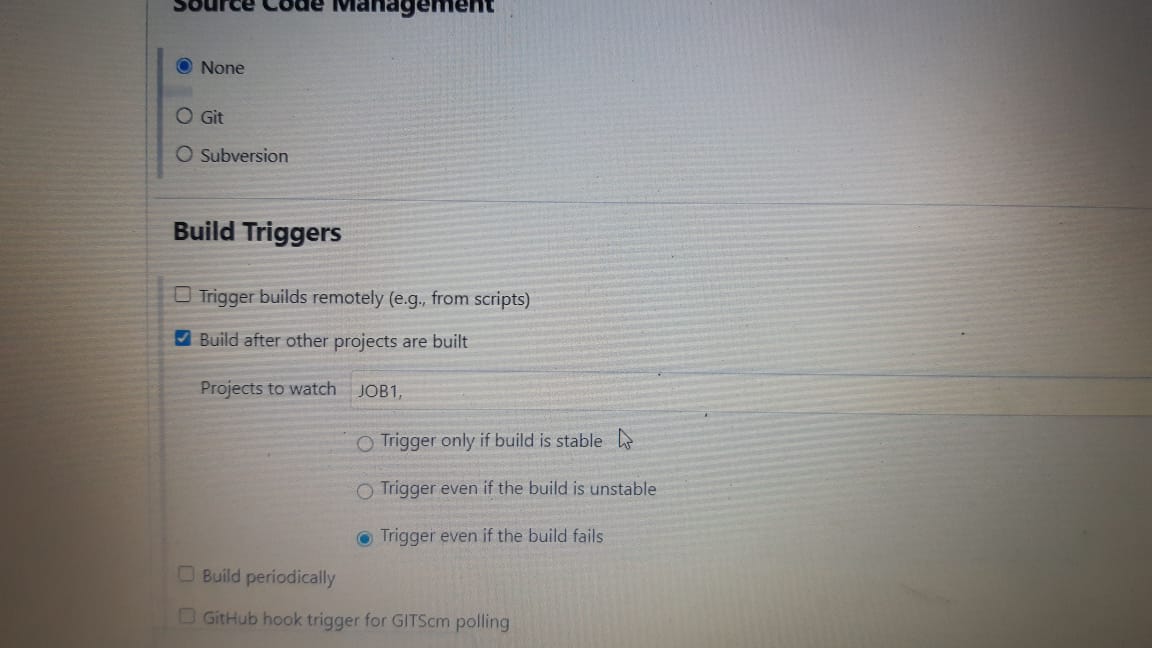 Source Code Management
None
Git
Subversion
Build Triggers
Trigger builds remotely (e.g., from scripts)
Build after other projects are built
Projects to watch JOB1,
Trigger only if build is stable
Trigger even if the build is unstable
Trigger even if the build fails
Build periodically
GitHub hook trigger for GITScm polling